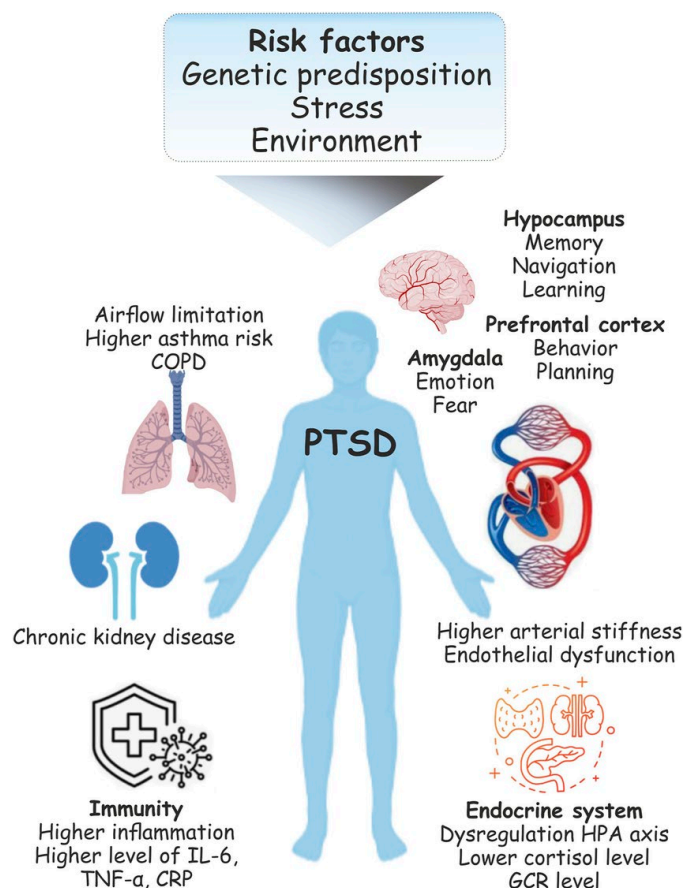 Risk factors
Genetic predisposition
Stress
Environment
Hypocampus
Memory
Navigation
Learning
Prefrontal cortex
Behavior
Planning
Amygdala
Emotion
Fear
Airflow limitation
Higher asthma risk
COPD
PTSD
Chronic kidney disease
Higher arterial stiffness
Endothelial dysfunction
Immunity
Higher inflammation
Higher level of IL-6,
TNF-α, CRP
Endocrine system
Dysregulation HPA axis
Lower cortisol level
GCR level